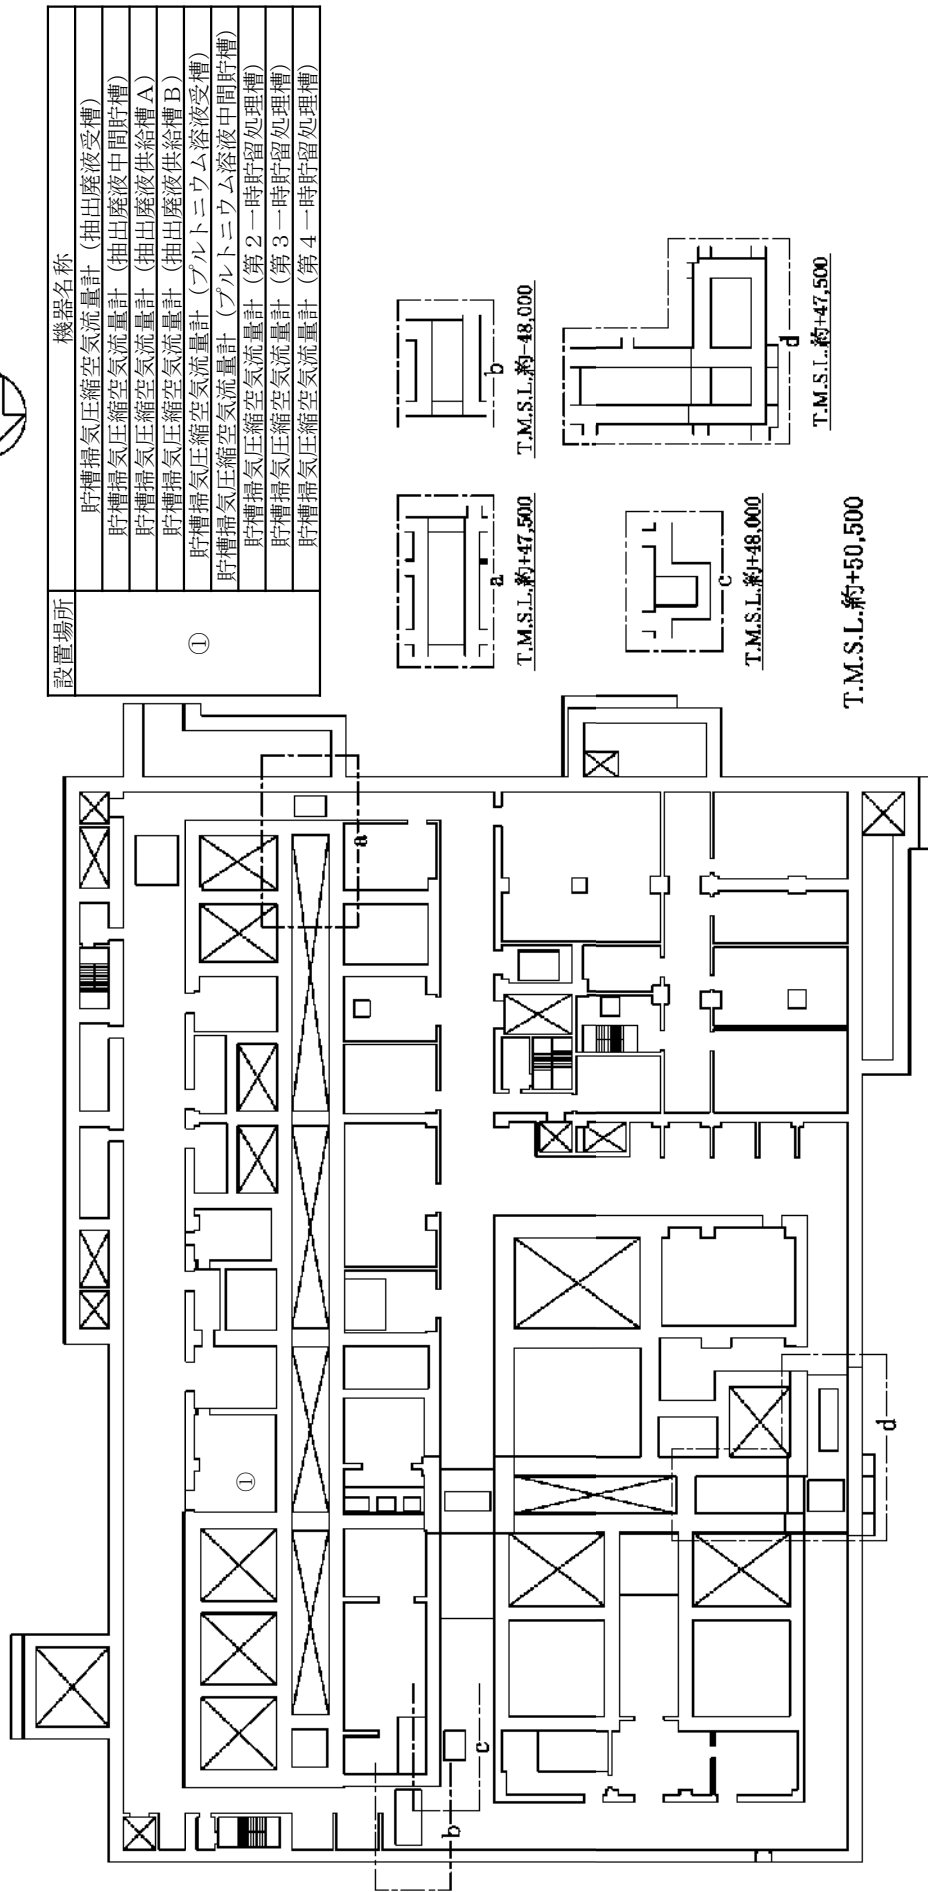 設置場所 機器名称
① 貯槽掃気圧縮空気流量計（抽出廃液受槽）
貯槽掃気圧縮空気流量計（抽出廃液中間貯槽）
貯槽掃気圧縮空気流量計（抽出廃液供給槽Ａ）
貯槽掃気圧縮空気流量計（抽出廃液供給槽Ｂ）
貯槽掃気圧縮空気流量計（プルトニウム溶液受槽）
貯槽掃気圧縮空気流量計（プルトニウム溶液中間貯槽）
貯槽掃気圧縮空気流量計（第２一時貯留処理槽）
貯槽掃気圧縮空気流量計（第３一時貯留処理槽）
貯槽掃気圧縮空気流量計（第４一時貯留処理槽）
a
T.M.S.L.約+47,500
b
T.M.S.L.約-48,000
c
T.M.S.L.約+48,000
d
T.M.S.L.約+47,500
T.M.S.L.約+50,500
①
a
b
c
d